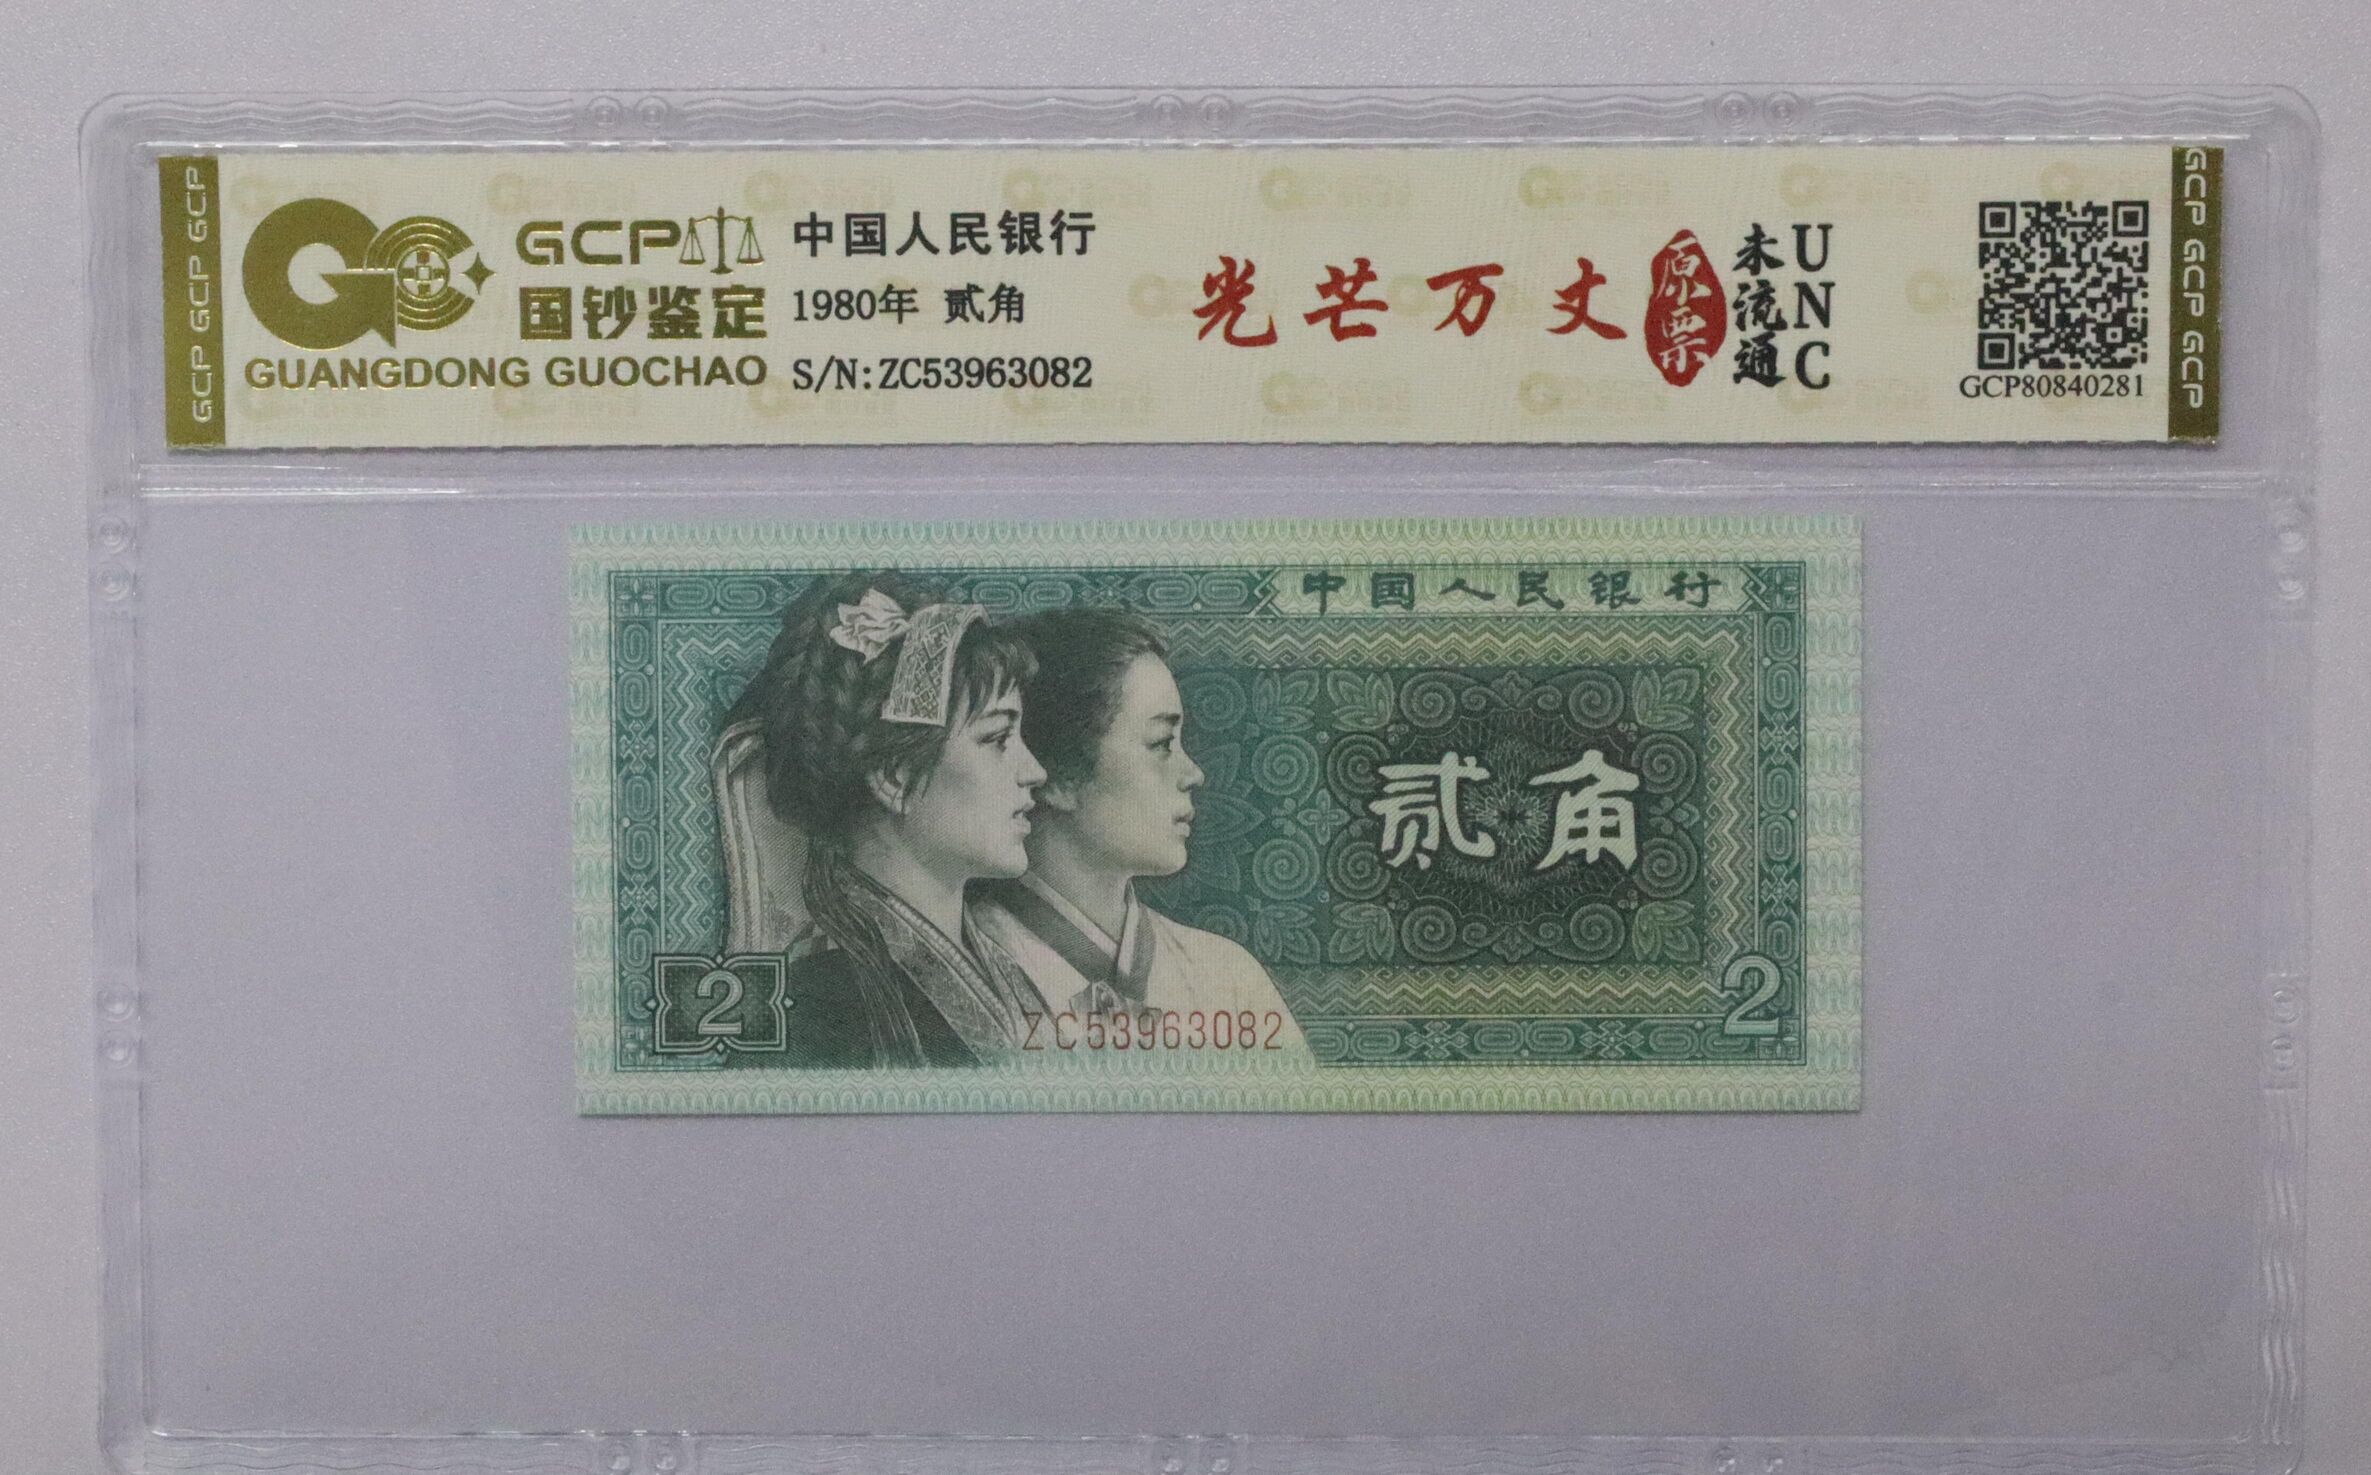 GCP GCP GCP
GCP
国钞鉴定
GUANGDONG GUOCHAO
中国人民银行
1980年 贰角
S/N:ZC53963082
光芒万丈
原票
未流通
UNC
GCP80840281
GCP GCP GCP
中国人民银行
贰角
2
2
ZC53963082